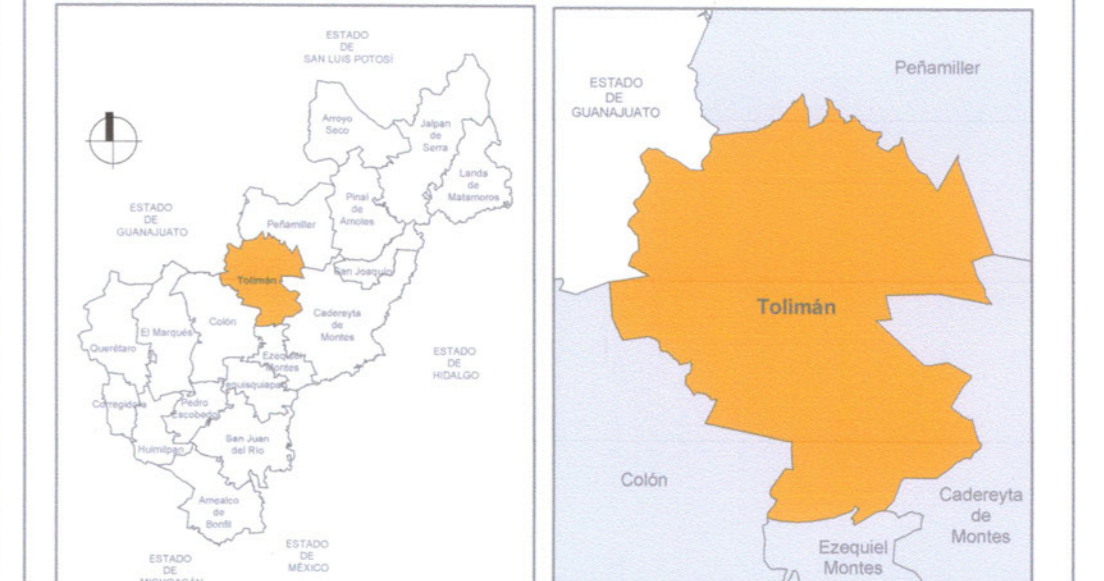 ESTADO
DE
SAN LUIS POTOSÍ
Arroyo
Seco
Jalpan
de
Serra
Landa
de
Matamoros
Pinal
de
Amoles
ESTADO
DE
GUANAJUATO
Peñamiller
Tolimán
San Joaquín
Cadereyta
de
Montes
Colón
El Marqués
Querétaro
Ezequiel
Montes
ESTADO
DE
HIDALGO
Tequisquiapan
Corregidora
Pedro
Escobedo
Huimilpan
San Juan
del Río
Amealco
de
Bonfil
ESTADO
DE
MÉXICO
ESTADO
DE
MICHOACÁN
ESTADO
DE
GUANAJUATO
Peñamiller
Tolimán
Colón
Cadereyta
de
Montes
Ezequiel
Montes